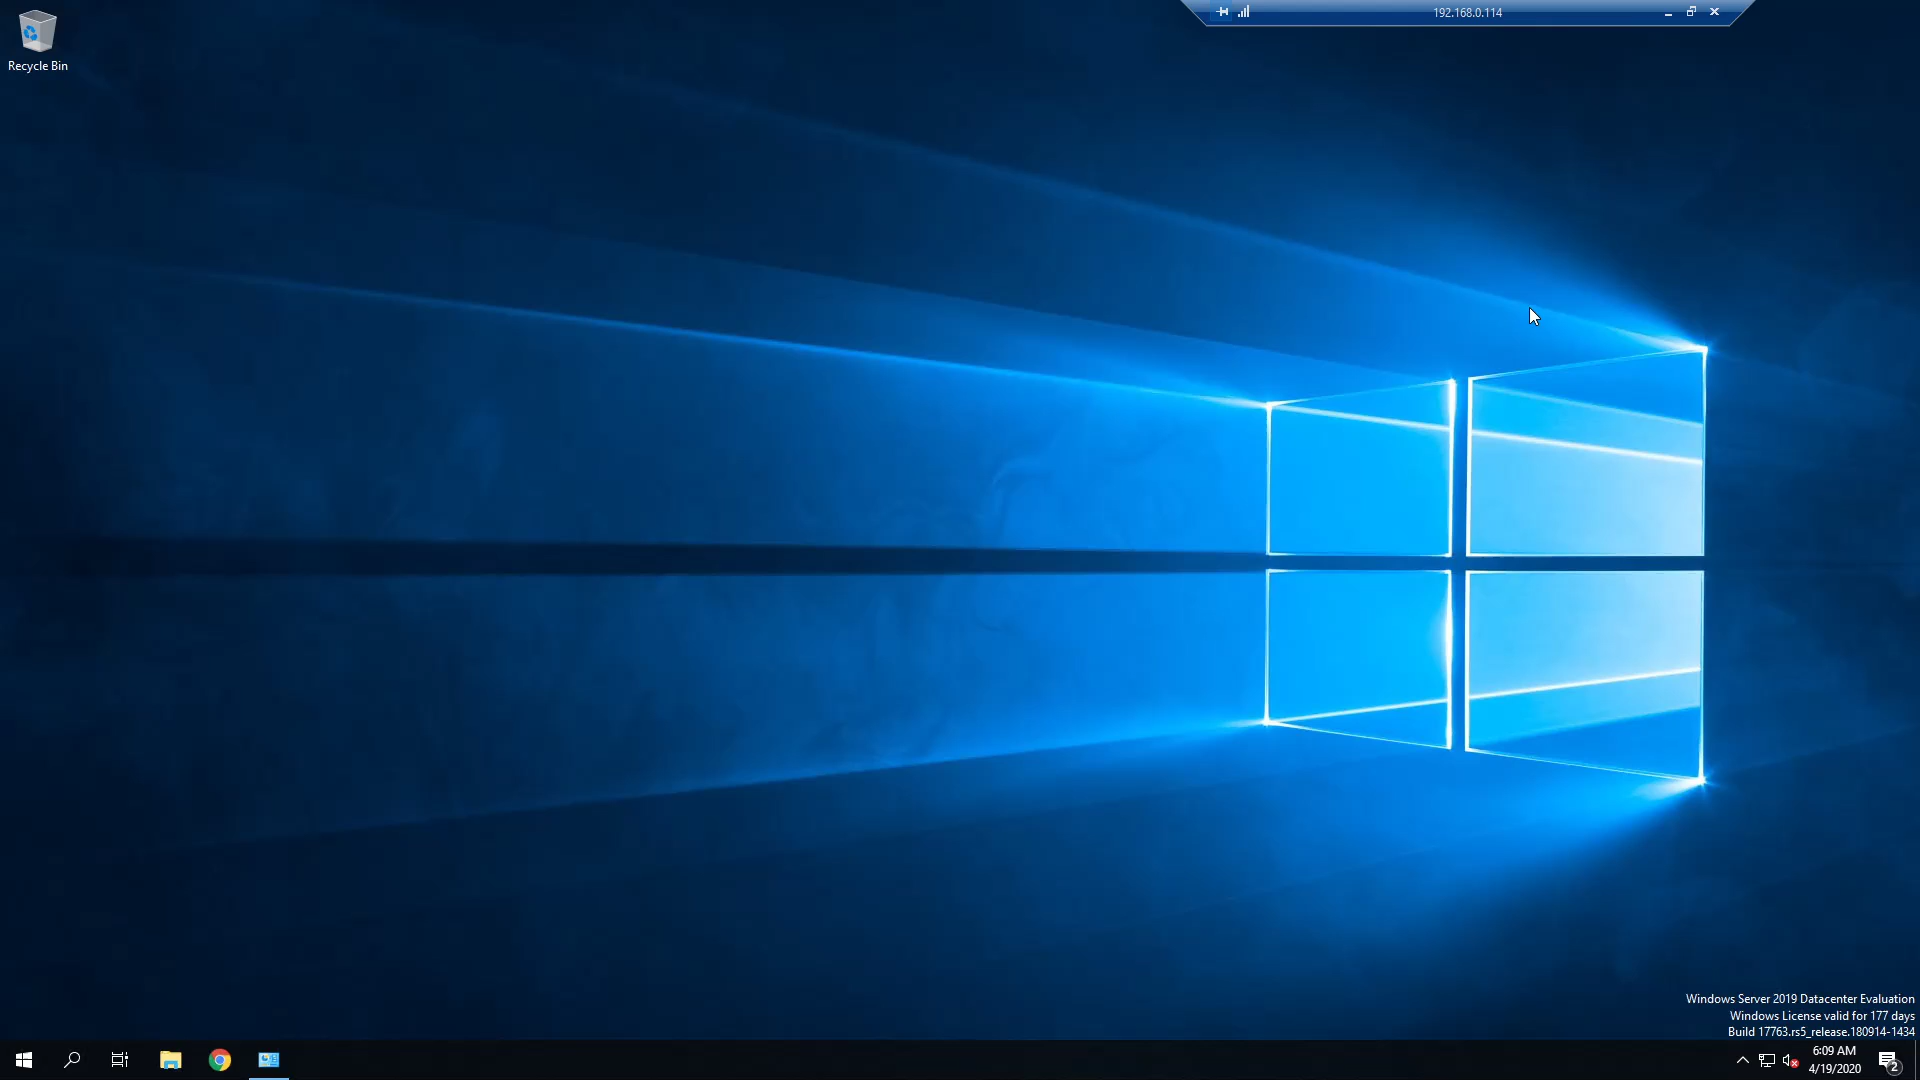 192.168.0.114
Recycle Bin
Windows Server 2019 Datacenter Evaluation
Windows License valid for 177 days
Build 17763.rs5_release.180914-1434
6:09 AM
4/19/2020
2